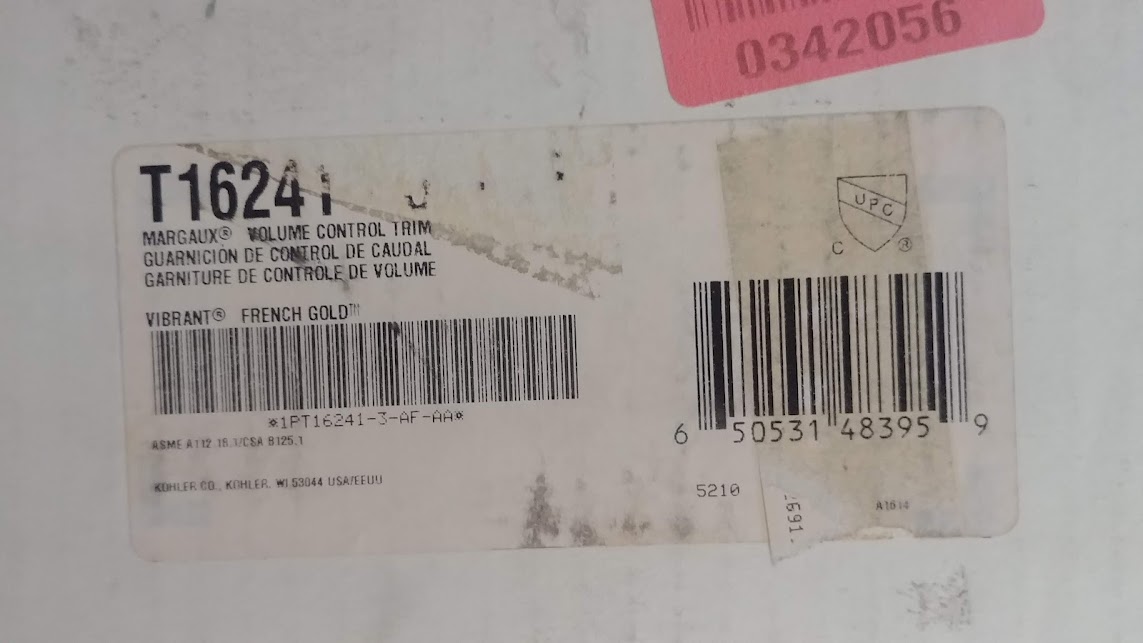 0342056
T16241
MARGAUX® VOLUME CONTROL TRIM
GUARNICION DE CONTROL DE CAUDAL
GARNITURE DE CONTROLE DE VOLUME
VIBRANT® FRENCH GOLD™
*1PT16241-3-AF-AA*
ASME A112.18.1/CSA B125.1
KOHLER CO., KOHLER, WI 53044 USA/EEUU
UPC
C ®
6 50531 48395 9
5210
A1614